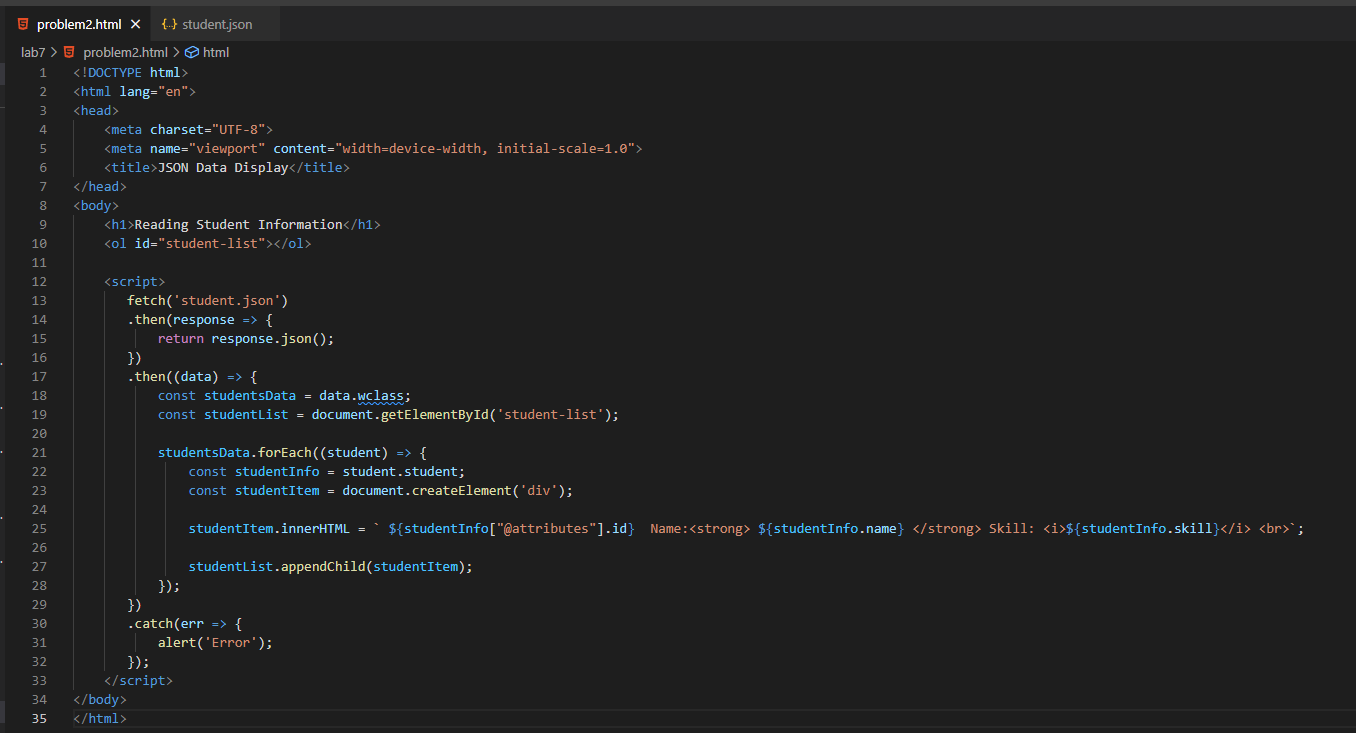 problem2.html × {..} student.json
lab7 > problem2.html > html
1 <!DOCTYPE html>
2 <html lang="en">
3 <head>
4     <meta charset="UTF-8">
5     <meta name="viewport" content="width=device-width, initial-scale=1.0">
6     <title>JSON Data Display</title>
7 </head>
8 <body>
9     <h1>Reading Student Information</h1>
10     <ol id="student-list"></ol>
11
12     <script>
13        fetch('student.json')
14        .then(response => {
15            return response.json();
16        })
17        .then((data) => {
18            const studentsData = data.wclass;
19            const studentList = document.getElementById('student-list');
20
21            studentsData.forEach((student) => {
22                const studentInfo = student.student;
23                const studentItem = document.createElement('div');
24
25                studentItem.innerHTML = ` ${studentInfo["@attributes"].id}  Name:<strong> ${studentInfo.name} </strong> Skill: <i>${studentInfo.skill}</i> <br>`;
26
27                studentList.appendChild(studentItem);
28            });
29        })
30        .catch(err => {
31            alert('Error');
32        });
33     </script>
34 </body>
35 </html>